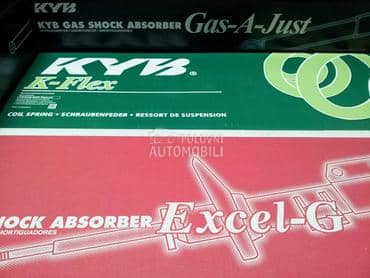 KYB
KYB GAS SHOCK ABSORBER Gas-A-Just
KYB®
K-Flex
COIL SPRING • SCHRAUBENFEDER • RESSORT DE SUSPENSION
POLOVNI
AUTOMOBILI
SHOCK ABSORBER Excel-G
AMORTIGUADORES